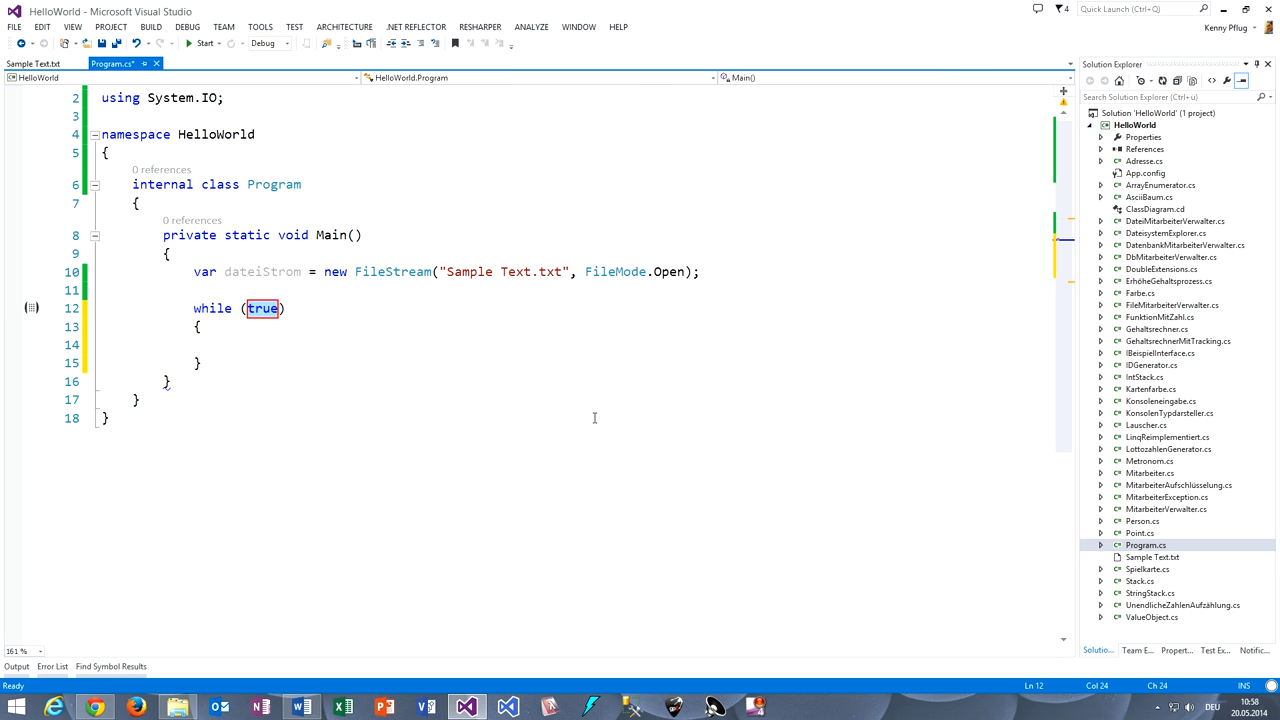 HelloWorld - Microsoft Visual Studio
4
Quick Launch (Ctrl+Q)
FILE EDIT VIEW PROJECT BUILD DEBUG TEAM TOOLS TEST ARCHITECTURE .NET REFLECTOR RESHARPER ANALYZE WINDOW HELP
Kenny Pflug
Start Debug
Sample Text.txt Program.cs*
HelloWorld HelloWorld.Program Main()
2 using System.IO;
3
4 namespace HelloWorld
5 {
0 references
6 internal class Program
7 {
0 references
8 private static void Main()
9 {
10 var dateiStrom = new FileStream("Sample Text.txt", FileMode.Open);
11
12 while (true)
13 {
14
15 }
16 }
17 }
18 }
161 %
Solution Explorer
Search Solution Explorer (Ctrl+ü)
Solution 'HelloWorld' (1 project)
HelloWorld
Properties
References
Adresse.cs
App.config
ArrayEnumerator.cs
AsciiBaum.cs
ClassDiagram.cd
DateiMitarbeiterVerwalter.cs
DateisystemExplorer.cs
DatenbankMitarbeiterVerwalter.cs
DbMitarbeiterVerwalter.cs
DoubleExtensions.cs
ErhöheGehaltsprozess.cs
Farbe.cs
FileMitarbeiterVerwalter.cs
FunktionMitZahl.cs
Gehaltsrechner.cs
GehaltsrechnerMitTracking.cs
IBeispielInterface.cs
IDGenerator.cs
IntStack.cs
Kartenfarbe.cs
Konsoleneingabe.cs
KonsolenTypdarsteller.cs
Lauscher.cs
LinqReimplementiert.cs
LottozahlenGenerator.cs
Metronom.cs
Mitarbeiter.cs
MitarbeiterAufschlüsselung.cs
MitarbeiterException.cs
MitarbeiterVerwalter.cs
Person.cs
Point.cs
Program.cs
Sample Text.txt
Spielkarte.cs
Stack.cs
StringStack.cs
UnendlicheZahlenAufzählung.cs
ValueObject.cs
Solutio... Team E... Propert... Test Ex... Notific...
Output Error List Find Symbol Results
Ready Ln 12 Col 24 Ch 24 INS
DEU
10:58
20.05.2014